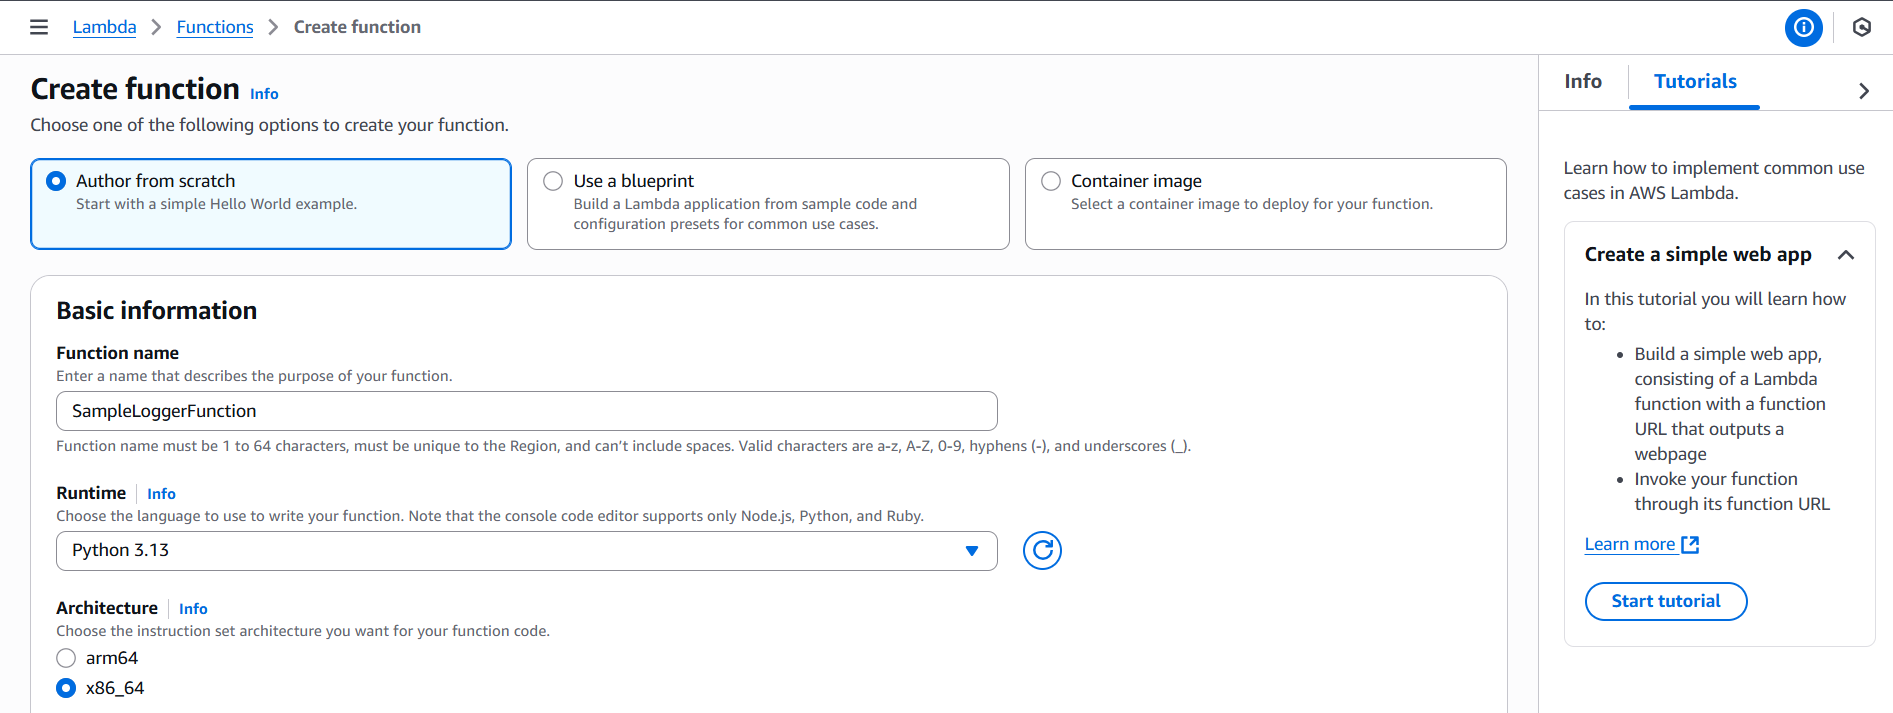 Lambda > Functions > Create function
Create function Info
Choose one of the following options to create your function.
Author from scratch
Start with a simple Hello World example.
Use a blueprint
Build a Lambda application from sample code and
configuration presets for common use cases.
Container image
Select a container image to deploy for your function.
Basic information
Function name
Enter a name that describes the purpose of your function.
SampleLoggerFunction
Function name must be 1 to 64 characters, must be unique to the Region, and can't include spaces. Valid characters are a-z, A-Z, 0-9, hyphens (-), and underscores (_).
Runtime Info
Choose the language to use to write your function. Note that the console code editor supports only Node.js, Python, and Ruby.
Python 3.13
Architecture Info
Choose the instruction set architecture you want for your function code.
arm64
x86_64
Info Tutorials
Learn how to implement common use
cases in AWS Lambda.
Create a simple web app
In this tutorial you will learn how
to:
• Build a simple web app,
consisting of a Lambda
function with a function
URL that outputs a
webpage
• Invoke your function
through its function URL
Learn more
Start tutorial